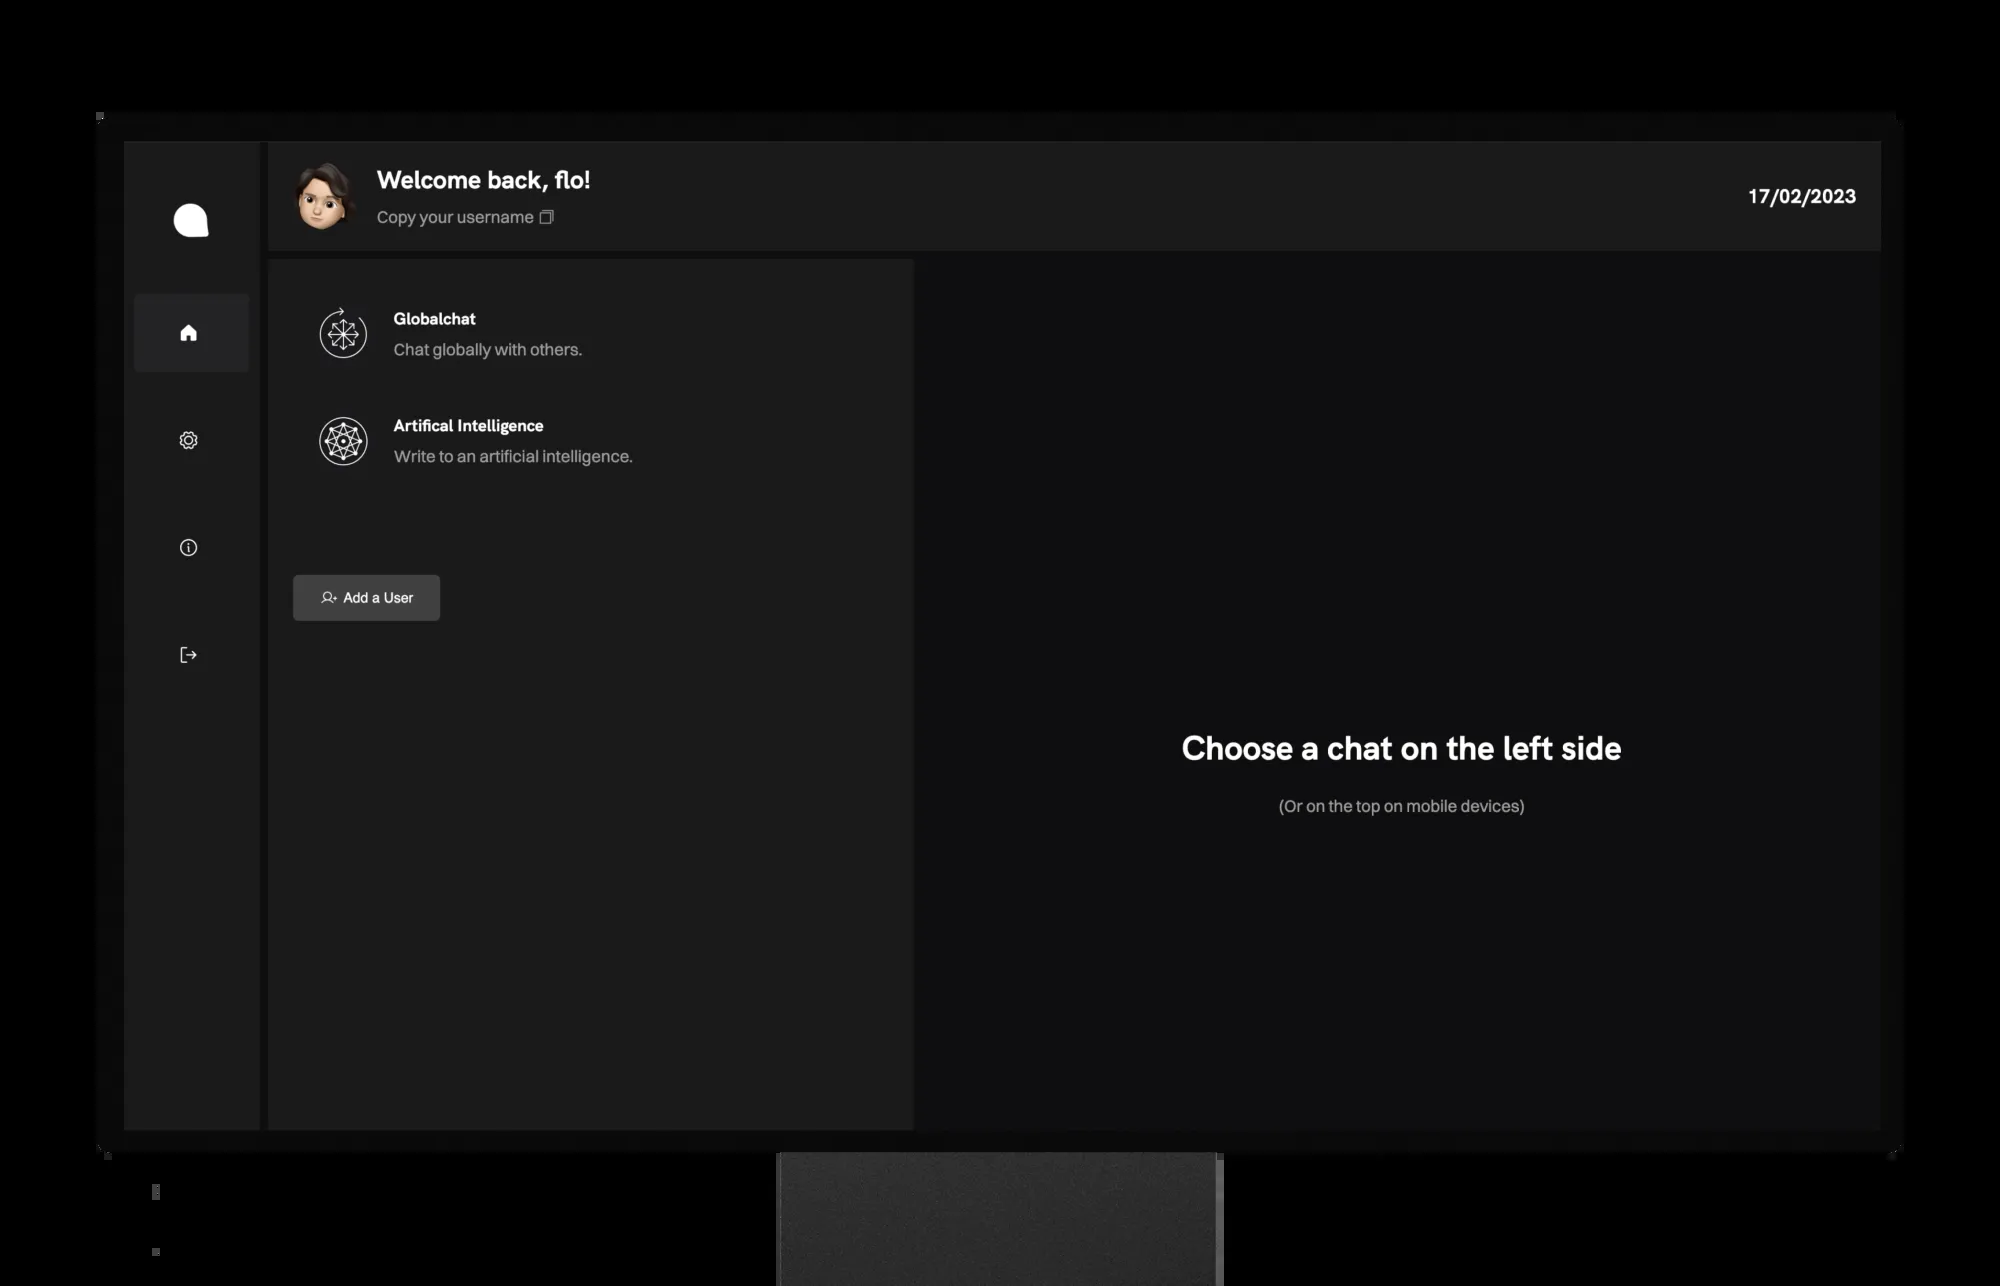 Welcome back, flo!
Copy your username
17/02/2023
Globalchat
Chat globally with others.
Artifical Intelligence
Write to an artificial intelligence.
Add a User
Choose a chat on the left side
(Or on the top on mobile devices)